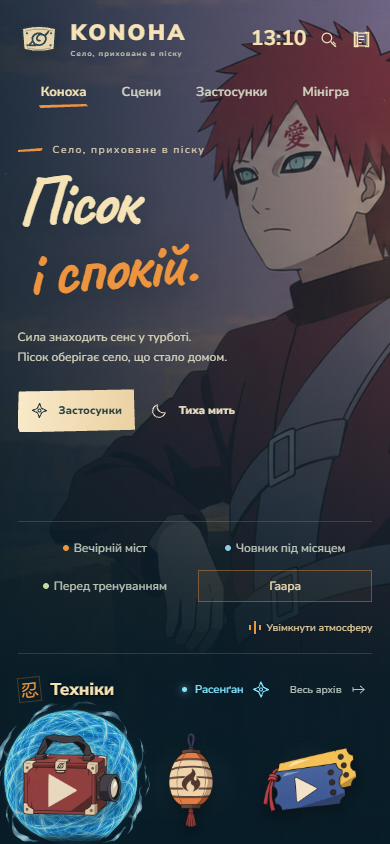 KONOHA
Село, приховане в піску
13:10
Коноха Сцени Застосунки Мінігра
Село, приховане в піску
愛
Пісок
і спокій.
Сила знаходить сенс у турботі.
Пісок оберігає село, що стало домом.
Застосунки Тиха мить
Вечірній міст Човник під місяцем
Перед тренуванням Гаара
Увімкнути атмосферу
忍 Техніки Расенґан Весь архів